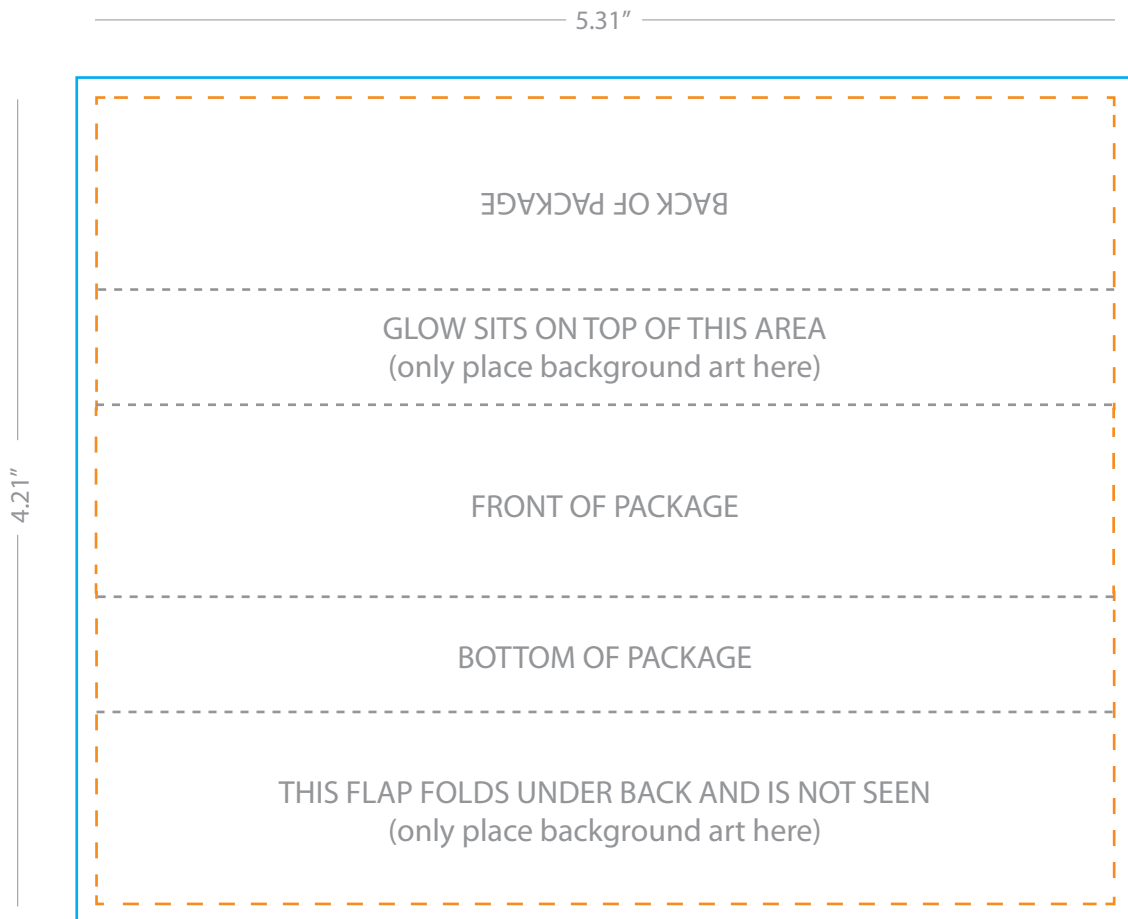 5.31”
BACK OF PACKAGE
GLOW SITS ON TOP OF THIS AREA
(only place background art here)
FRONT OF PACKAGE
4.21”
BOTTOM OF PACKAGE
THIS FLAP FOLDS UNDER BACK AND IS NOT SEEN
(only place background art here)